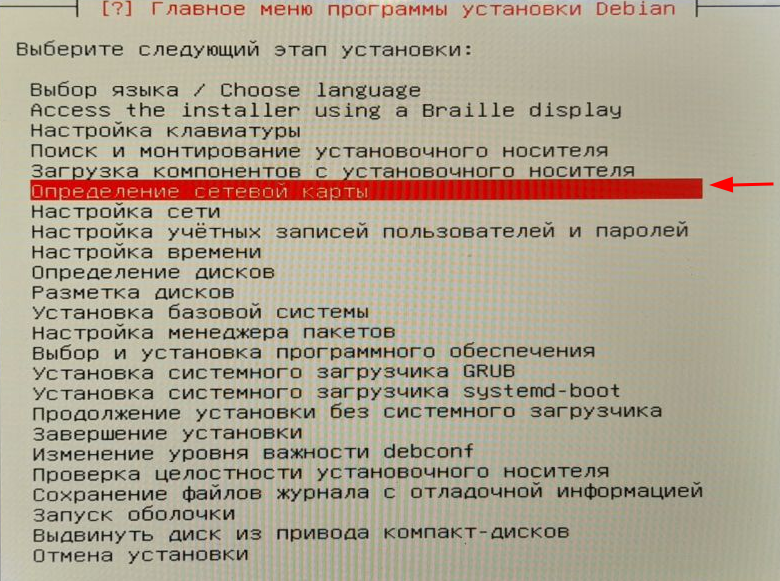 [?] Главное меню программы установки Debian
Выберите следующий этап установки:
Выбор языка / Choose language
Access the installer using a Braille display
Настройка клавиатуры
Поиск и монтирование установочного носителя
Загрузка компонентов с установочного носителя
Определение сетевой карты
Настройка сети
Настройка учётных записей пользователей и паролей
Настройка времени
Определение дисков
Разметка дисков
Установка базовой системы
Настройка менеджера пакетов
Выбор и установка программного обеспечения
Установка системного загрузчика GRUB
Установка системного загрузчика systemd-boot
Продолжение установки без системного загрузчика
Завершение установки
Изменение уровня важности debconf
Проверка целостности установочного носителя
Сохранение файлов журнала с отладочной информацией
Запуск оболочки
Выдвинуть диск из привода компакт-дисков
Отмена установки